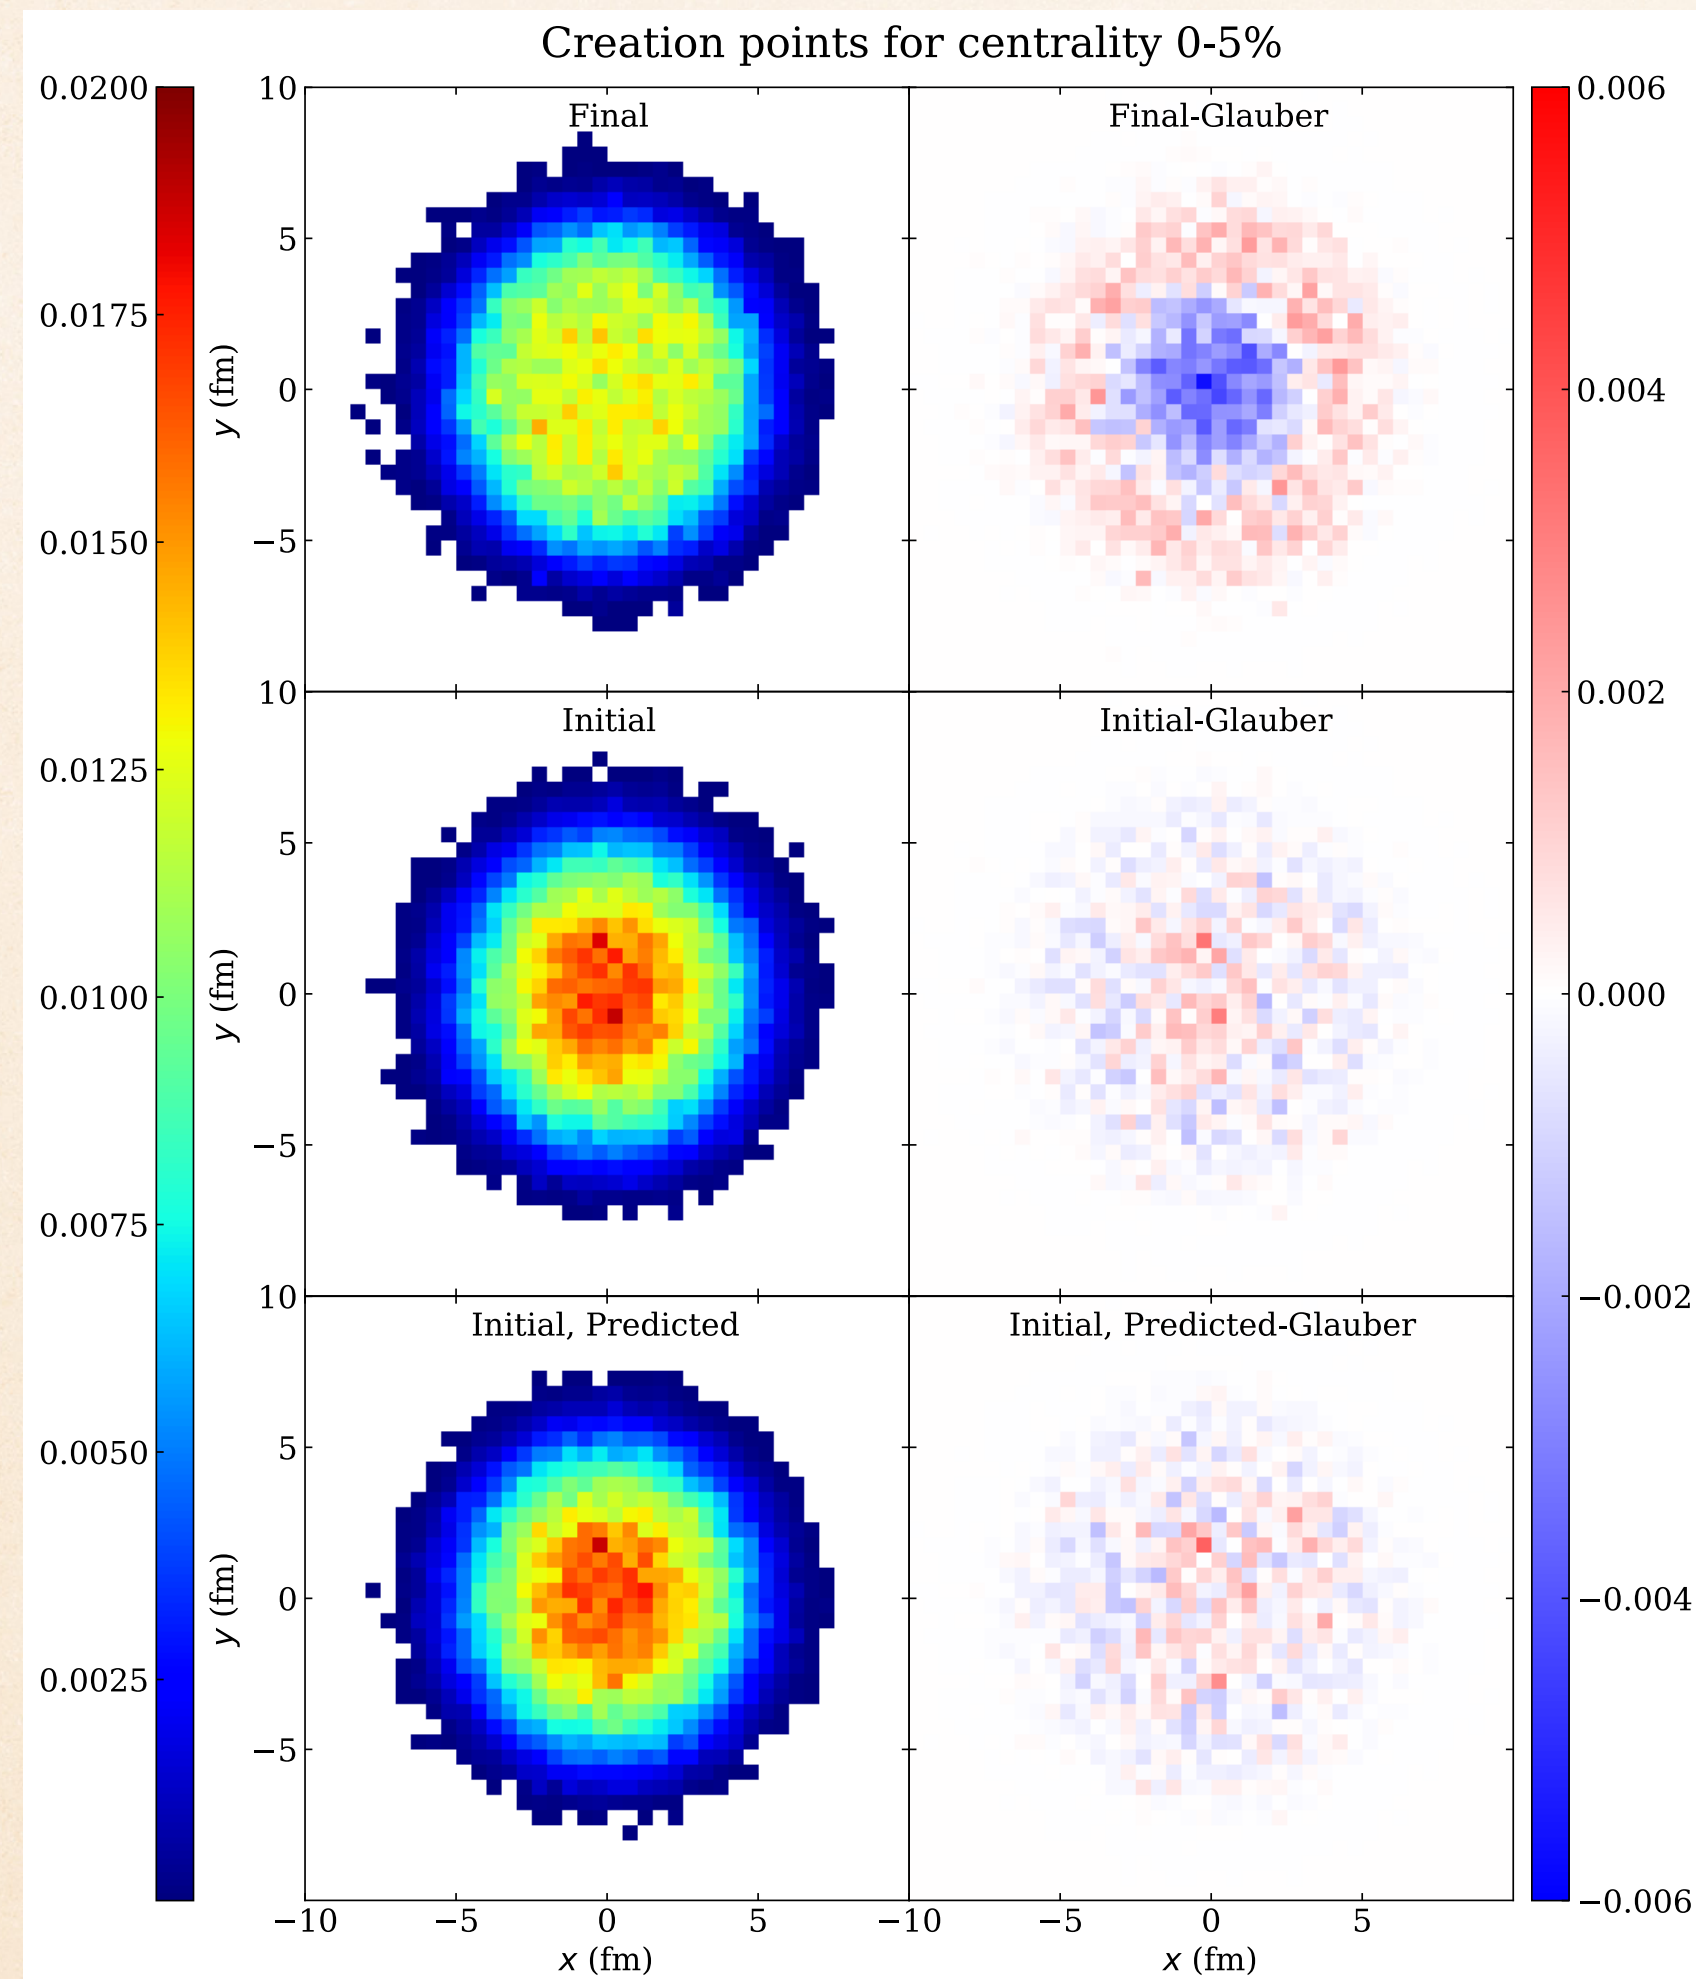 Creation points for centrality 0-5%
0.0200
0.0175
0.0150
0.0125
0.0100
0.0075
0.0050
0.0025
Final
10
5
0
−5
y (fm)
Final-Glauber
Initial
10
5
0
−5
y (fm)
Initial-Glauber
Initial, Predicted
10
5
0
−5
y (fm)
Initial, Predicted-Glauber
−10
−5
0
5
x (fm)
−10
−5
0
5
x (fm)
0.006
0.004
0.002
0.000
−0.002
−0.004
−0.006